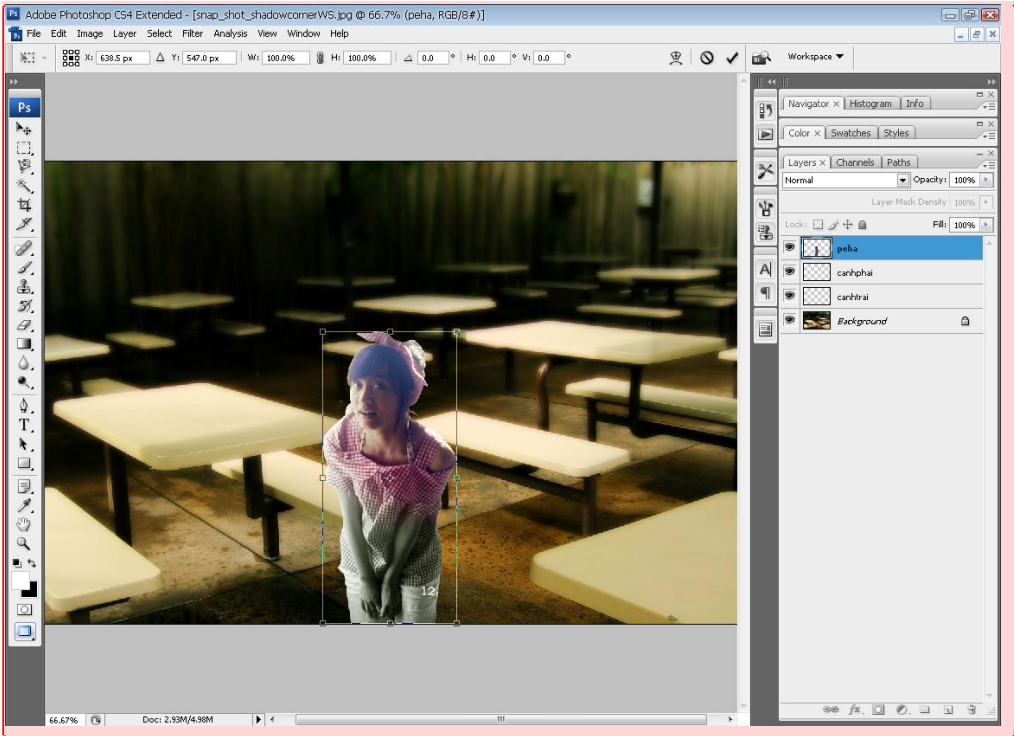 Ps Adobe Photoshop CS4 Extended - [snap_shot_shadowcornerWS.jpg @ 66.7% (peha, RGB/8#)]
File Edit Image Layer Select Filter Analysis View Window Help
X: 638.5 px Y: 547.0 px W: 100.0% H: 100.0% 0.0 ° H: 0.0 ° V: 0.0 ° Workspace
Ps
Navigator × Histogram Info
Color × Swatches Styles
Layers × Channels Paths
Normal Opacity: 100%
Layer Mask Density 100%
Lock: Fill: 100%
peha
canhphai
canhtrai
Background
T
A
12.
fx.
66.67% Doc: 2.93M/4.98M